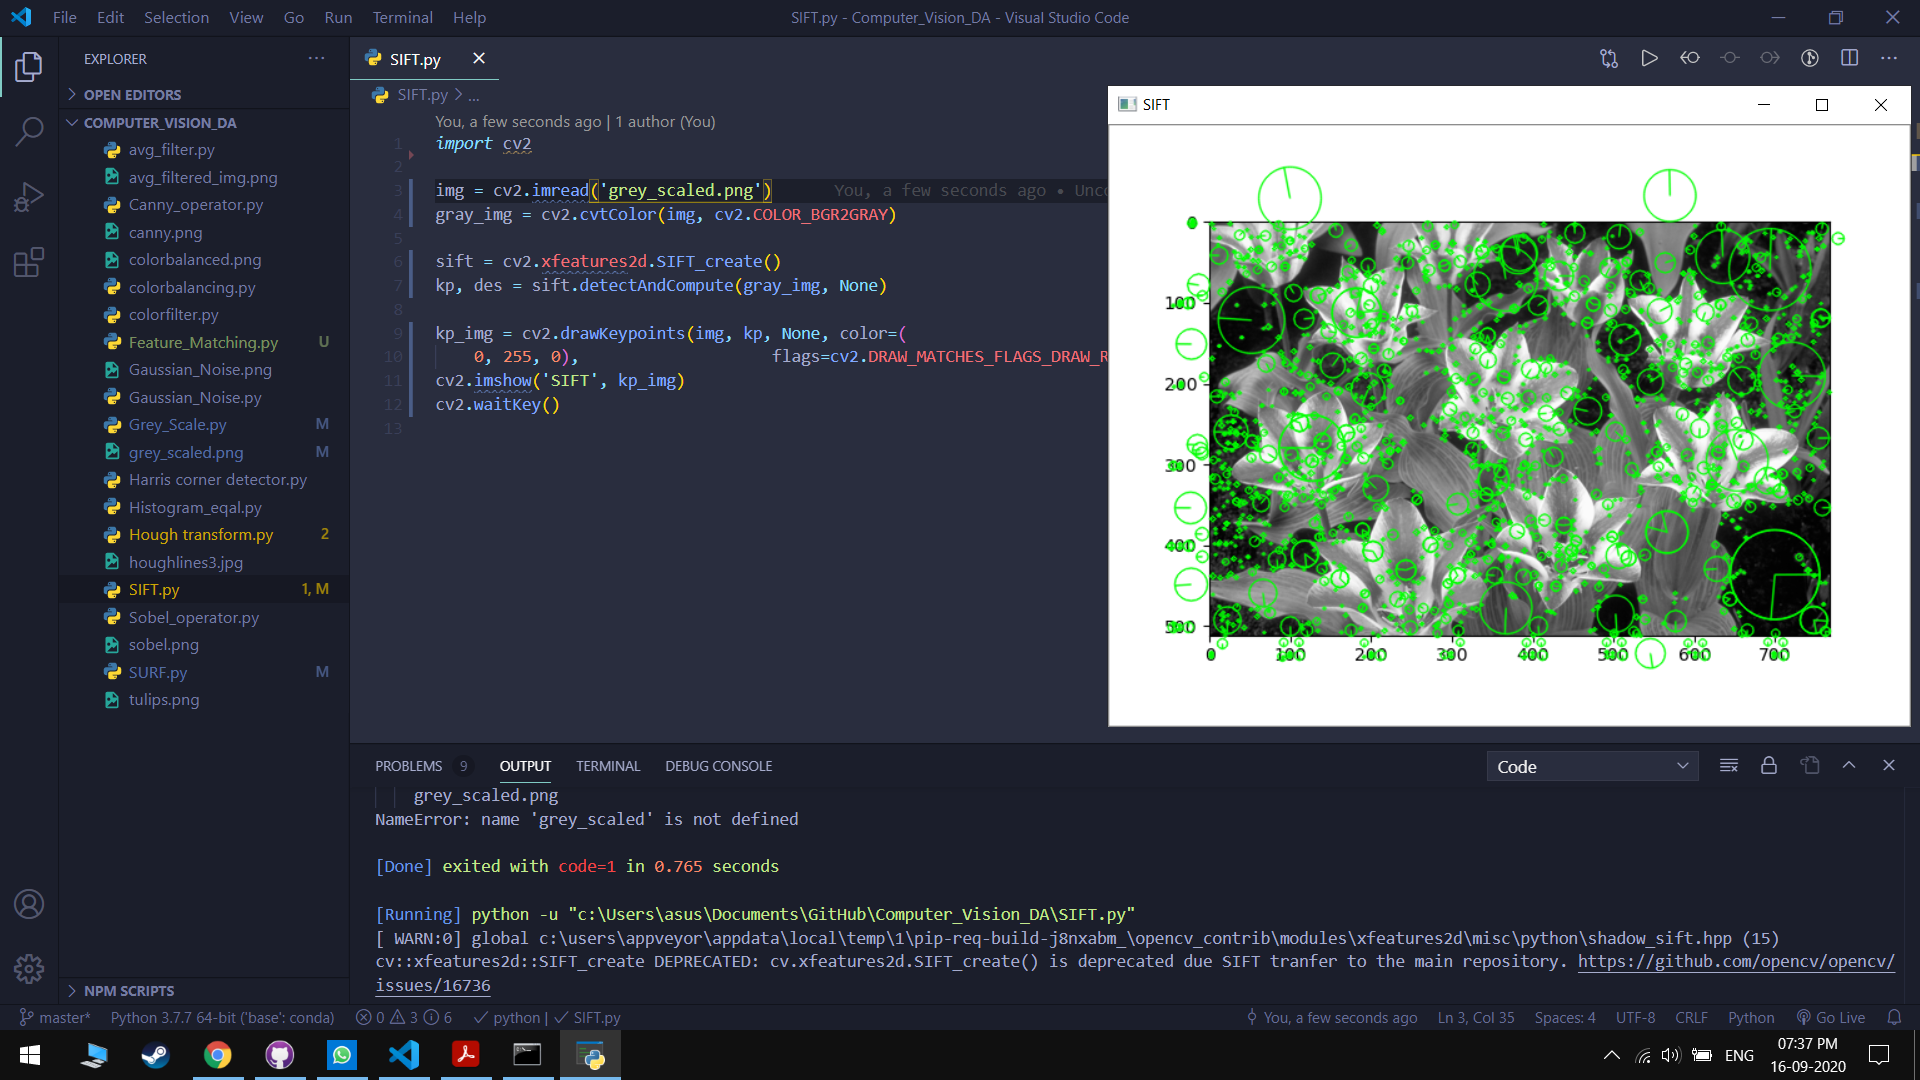 File Edit Selection View Go Run Terminal Help
SIFT.py - Computer_Vision_DA - Visual Studio Code
EXPLORER
OPEN EDITORS
COMPUTER_VISION_DA
avg_filter.py
avg_filtered_img.png
Canny_operator.py
canny.png
colorbalanced.png
colorbalancing.py
colorfilter.py
Feature_Matching.py U
Gaussian_Noise.png
Gaussian_Noise.py
Grey_Scale.py M
grey_scaled.png M
Harris corner detector.py
Histogram_eqal.py
Hough transform.py 2
houghlines3.jpg
SIFT.py 1, M
Sobel_operator.py
sobel.png
SURF.py M
tulips.png
NPM SCRIPTS
SIFT.py
SIFT.py > ...
You, a few seconds ago | 1 author (You)
1 import cv2
2
3 img = cv2.imread('grey_scaled.png') You, a few seconds ago • Unco
4 gray_img = cv2.cvtColor(img, cv2.COLOR_BGR2GRAY)
5
6 sift = cv2.xfeatures2d.SIFT_create()
7 kp, des = sift.detectAndCompute(gray_img, None)
8
9 kp_img = cv2.drawKeypoints(img, kp, None, color=(
10 0, 255, 0), flags=cv2.DRAW_MATCHES_FLAGS_DRAW_R
11 cv2.imshow('SIFT', kp_img)
12 cv2.waitKey()
13
SIFT
0
100
200
300
400
500
0 100 200 300 400 500 600 700
PROBLEMS 9 OUTPUT TERMINAL DEBUG CONSOLE
Code
grey_scaled.png
NameError: name 'grey_scaled' is not defined
[Done] exited with code=1 in 0.765 seconds
[Running] python -u "c:\Users\asus\Documents\GitHub\Computer_Vision_DA\SIFT.py"
[ WARN:0] global c:\users\appveyor\appdata\local\temp\1\pip-req-build-j8nxabm_\opencv_contrib\modules\xfeatures2d\misc\python\shadow_sift.hpp (15)
cv::xfeatures2d::SIFT_create DEPRECATED: cv.xfeatures2d.SIFT_create() is deprecated due SIFT tranfer to the main repository. https://github.com/opencv/opencv/
issues/16736
master* Python 3.7.7 64-bit ('base': conda) 0 3 6 python | SIFT.py
You, a few seconds ago Ln 3, Col 35 Spaces: 4 UTF-8 CRLF Python Go Live
ENG
07:37 PM
16-09-2020